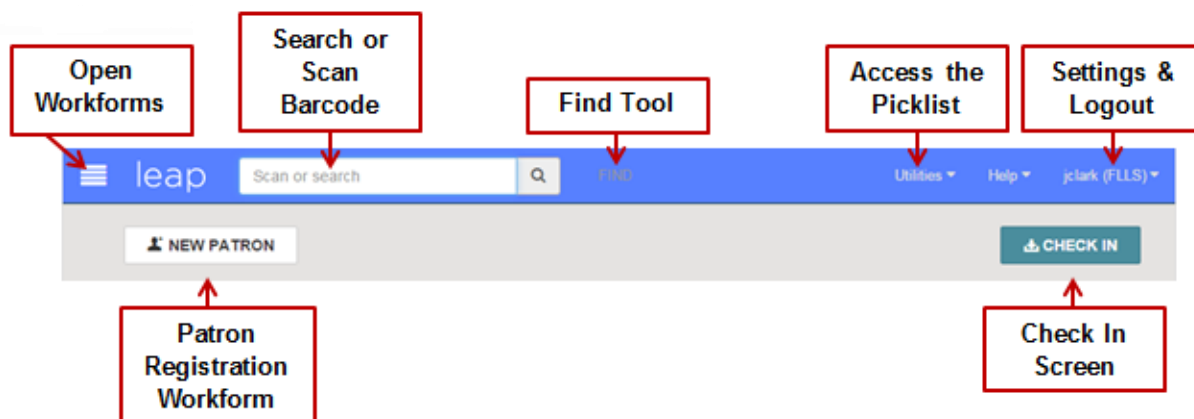 Open
Workforms
Search or
Scan
Barcode
Find Tool
Access the
Picklist
Settings &
Logout
leap
Scan or search
FIND
Utilities
Help
jclark (FLLS)
NEW PATRON
CHECK IN
Patron
Registration
Workform
Check In
Screen